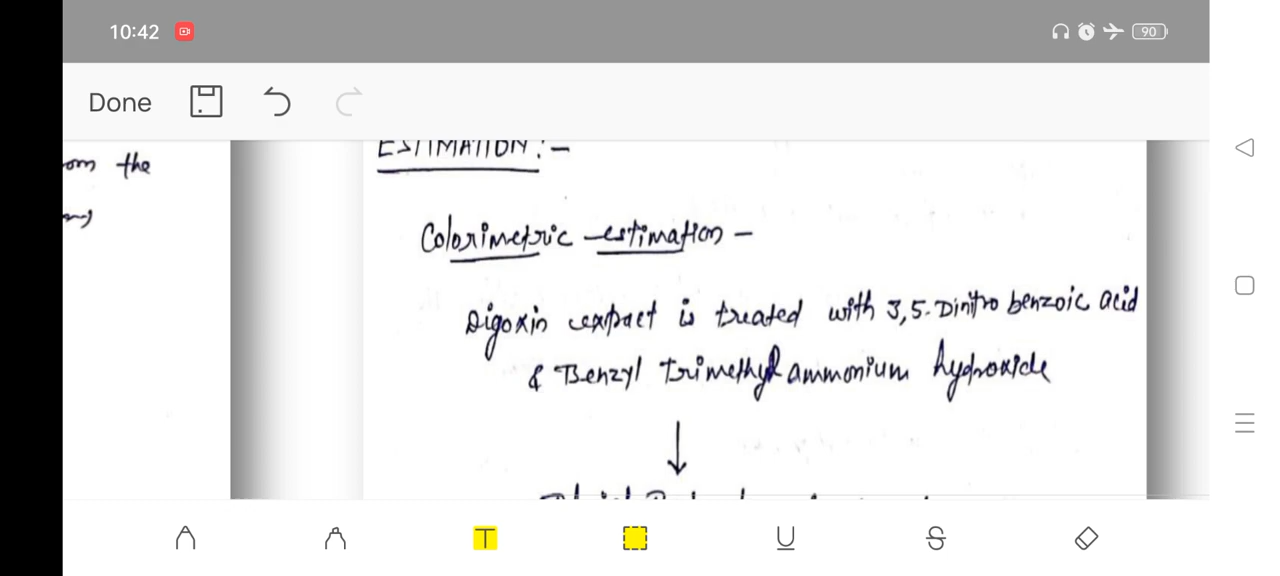 10:42
90
Done
om the
ESTIMATION :-
Colorimetric estimation -
Digoxin extract is treated with 3,5-Dinitro benzoic acid
& Benzyl trimethyl ammonium hydroxide
↓
T
U
S